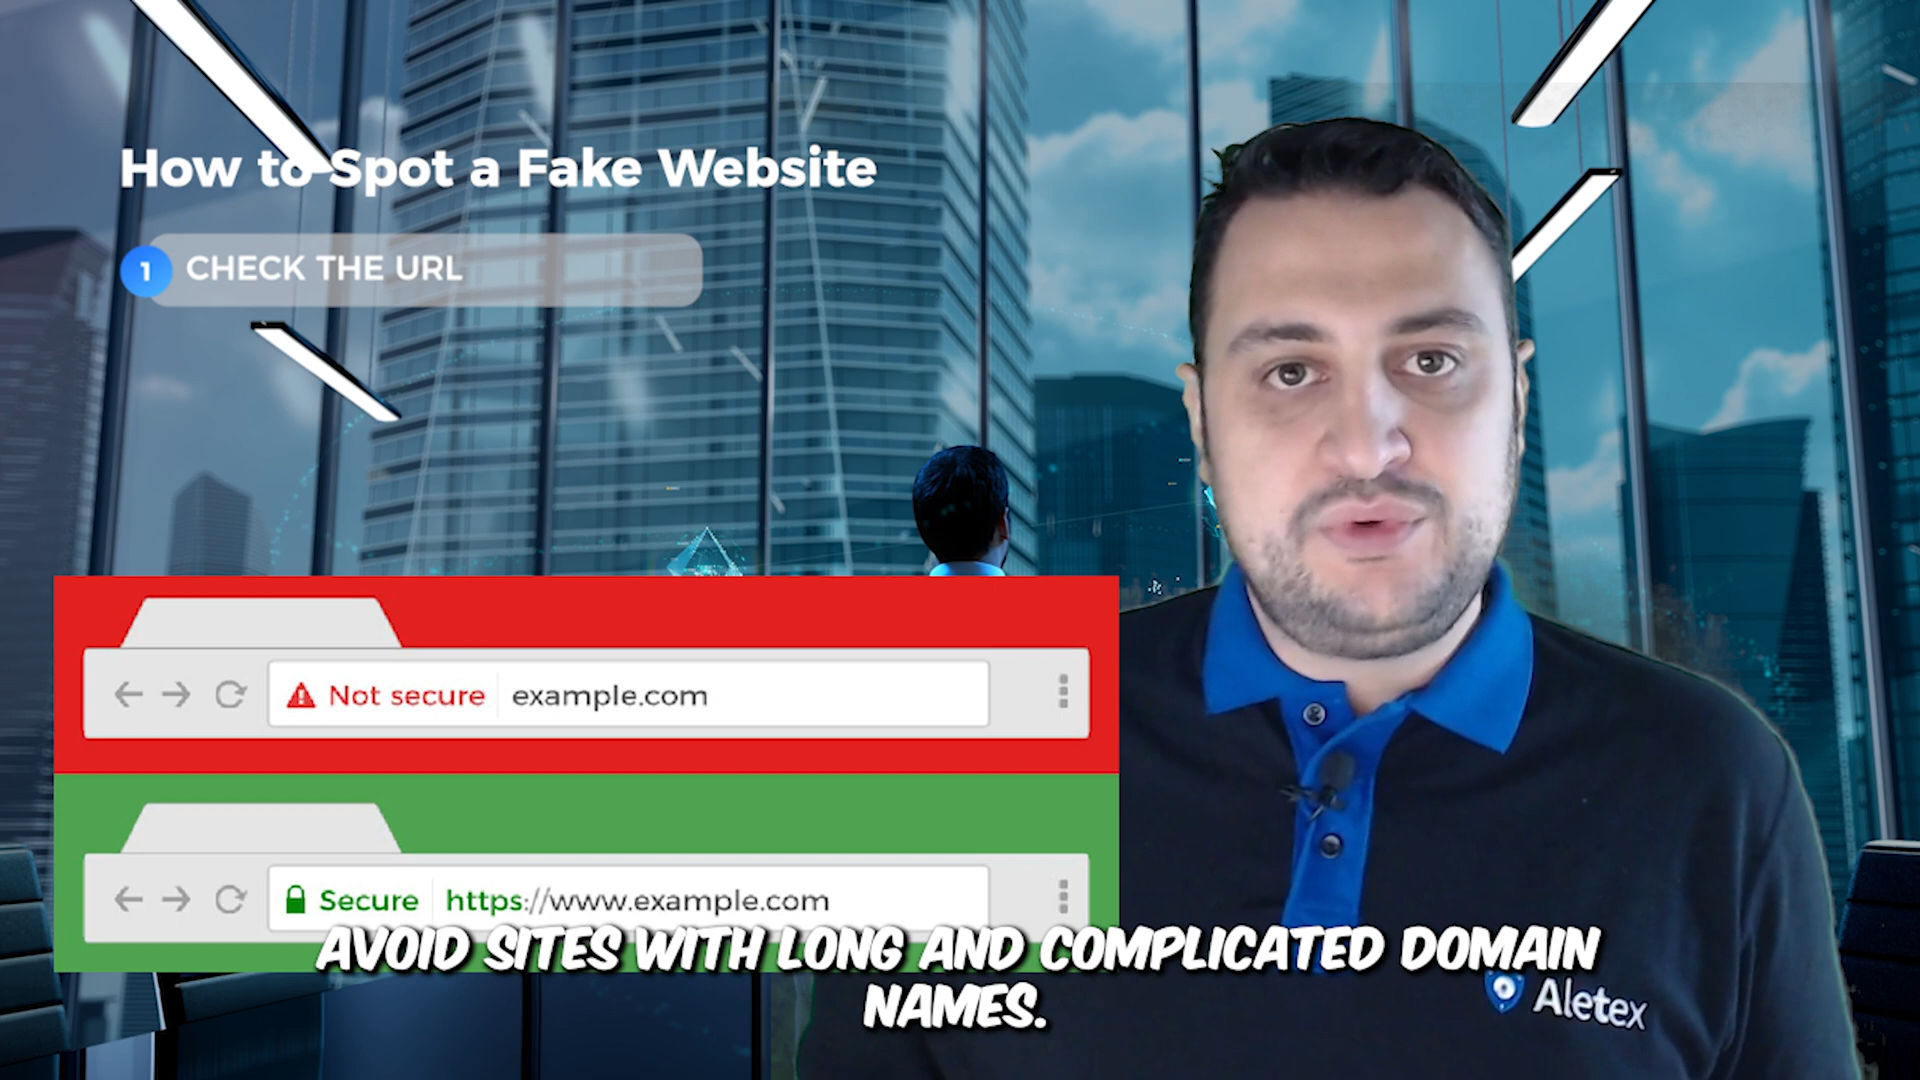 How to Spot a Fake Website
1 CHECK THE URL
Not secure example.com
Secure https://www.example.com
AVOID SITES WITH LONG AND COMPLICATED DOMAIN
NAMES.
Aletex